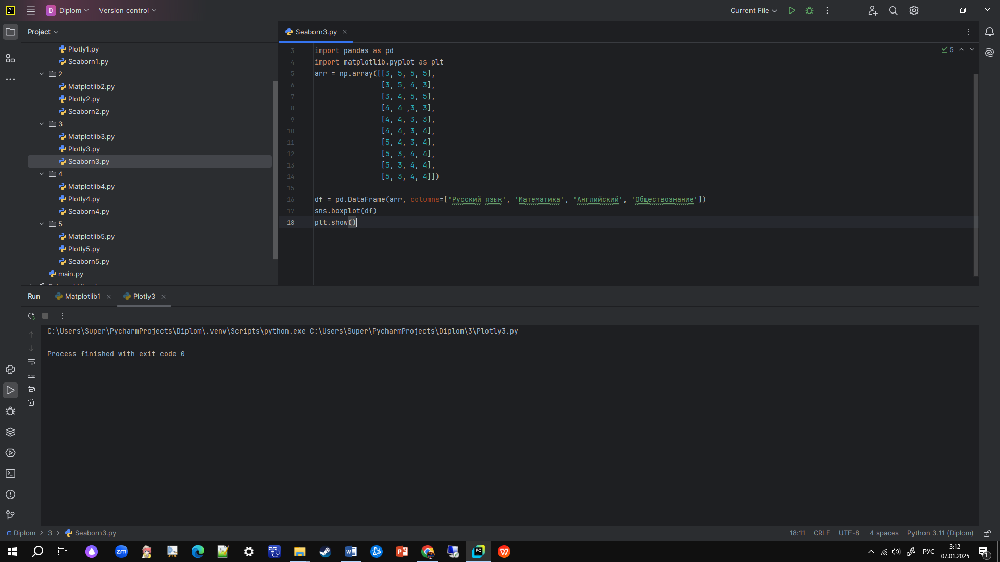 PC
D Diplom Version control Current File
Project
Seaborn3.py
Plotly1.py
Seaborn1.py
2
Matplotlib2.py
Plotly2.py
Seaborn2.py
3
Matplotlib3.py
Plotly3.py
Seaborn3.py
4
Matplotlib4.py
Plotly4.py
Seaborn4.py
5
Matplotlib5.py
Plotly5.py
Seaborn5.py
main.py
5
3 import pandas as pd
4 import matplotlib.pyplot as plt
5 arr = np.array([[3, 5, 5, 5],
6 [3, 5, 4, 3],
7 [3, 4, 5, 5],
8 [4, 4 ,3, 3],
9 [4, 4, 3, 3],
10 [4, 4, 3, 4],
11 [5, 4, 3, 4],
12 [5, 3, 4, 4],
13 [5, 3, 4, 4],
14 [5, 3, 4, 4]])
15
16 df = pd.DataFrame(arr, columns=['Русский язык', 'Математика', 'Английский', 'Обществознание'])
17 sns.boxplot(df)
18 plt.show()
Run Matplotlib1 Plotly3
C:\Users\Super\PycharmProjects\Diplom\.venv\Scripts\python.exe C:\Users\Super\PycharmProjects\Diplom\3\Plotly3.py
Process finished with exit code 0
Diplom 3 Seaborn3.py 18:11 CRLF UTF-8 4 spaces Python 3.11 (Diplom)
zm W P PC W РУС 3:12
07.01.2025
1